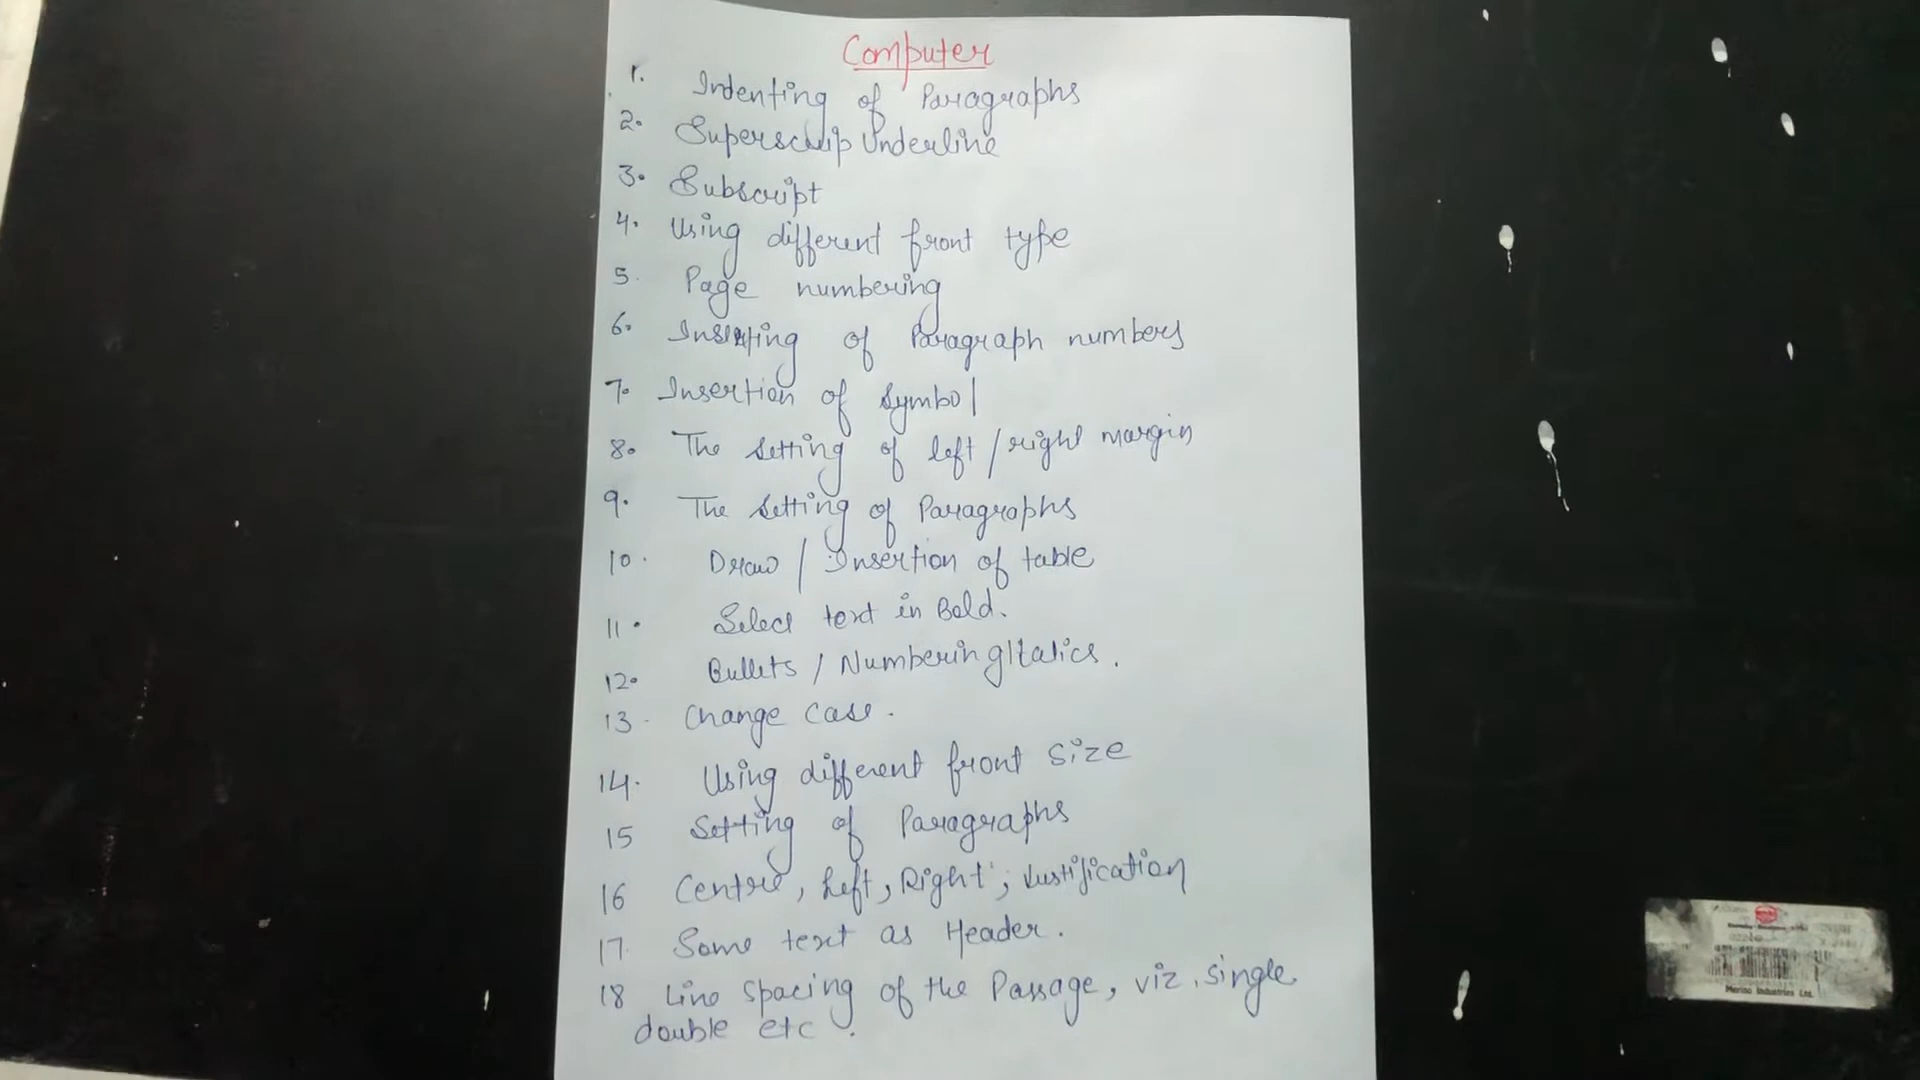 Computer
1. Indenting of Paragraphs
2. Superscrip Underline
3. Subscript
4. Using different front type
5. Page numbering
6. Inserting of Paragraph numbers
7. Insertion of Symbol
8. The Setting of left / right margin
9. The Setting of Paragraphs
10. Draw / Insertion of table
11. Select text in Bold.
12. Bullets / Numbering Italics.
13. Change Case.
14. Using different front size
15 Setting of Paragraphs
16 Centre, Left, Right, Justification
17. Some text as Header.
18 Line spacing of the Passage, viz. single
double etc.
Merino Industries Ltd.